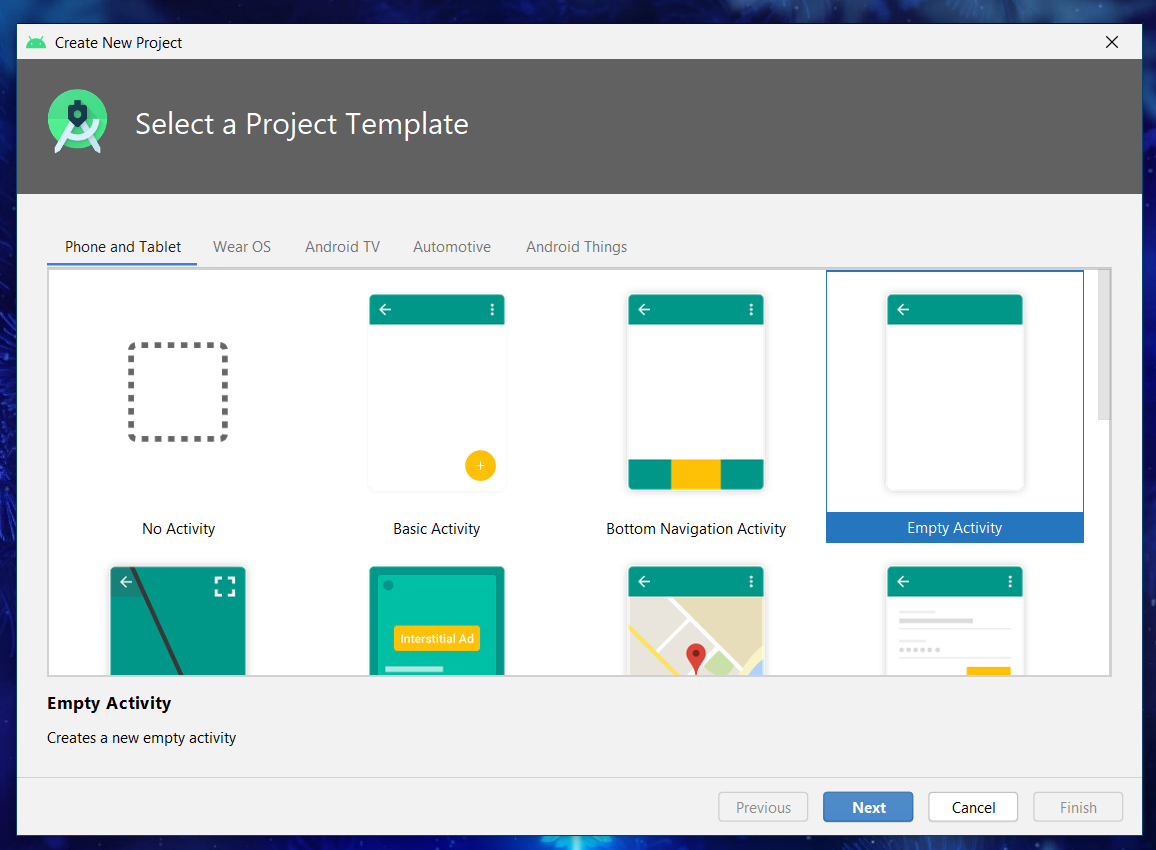 Create New Project
Select a Project Template
Phone and Tablet Wear OS Android TV Automotive Android Things
No Activity Basic Activity Bottom Navigation Activity Empty Activity
Interstitial Ad
Empty Activity
Creates a new empty activity
Previous Next Cancel Finish